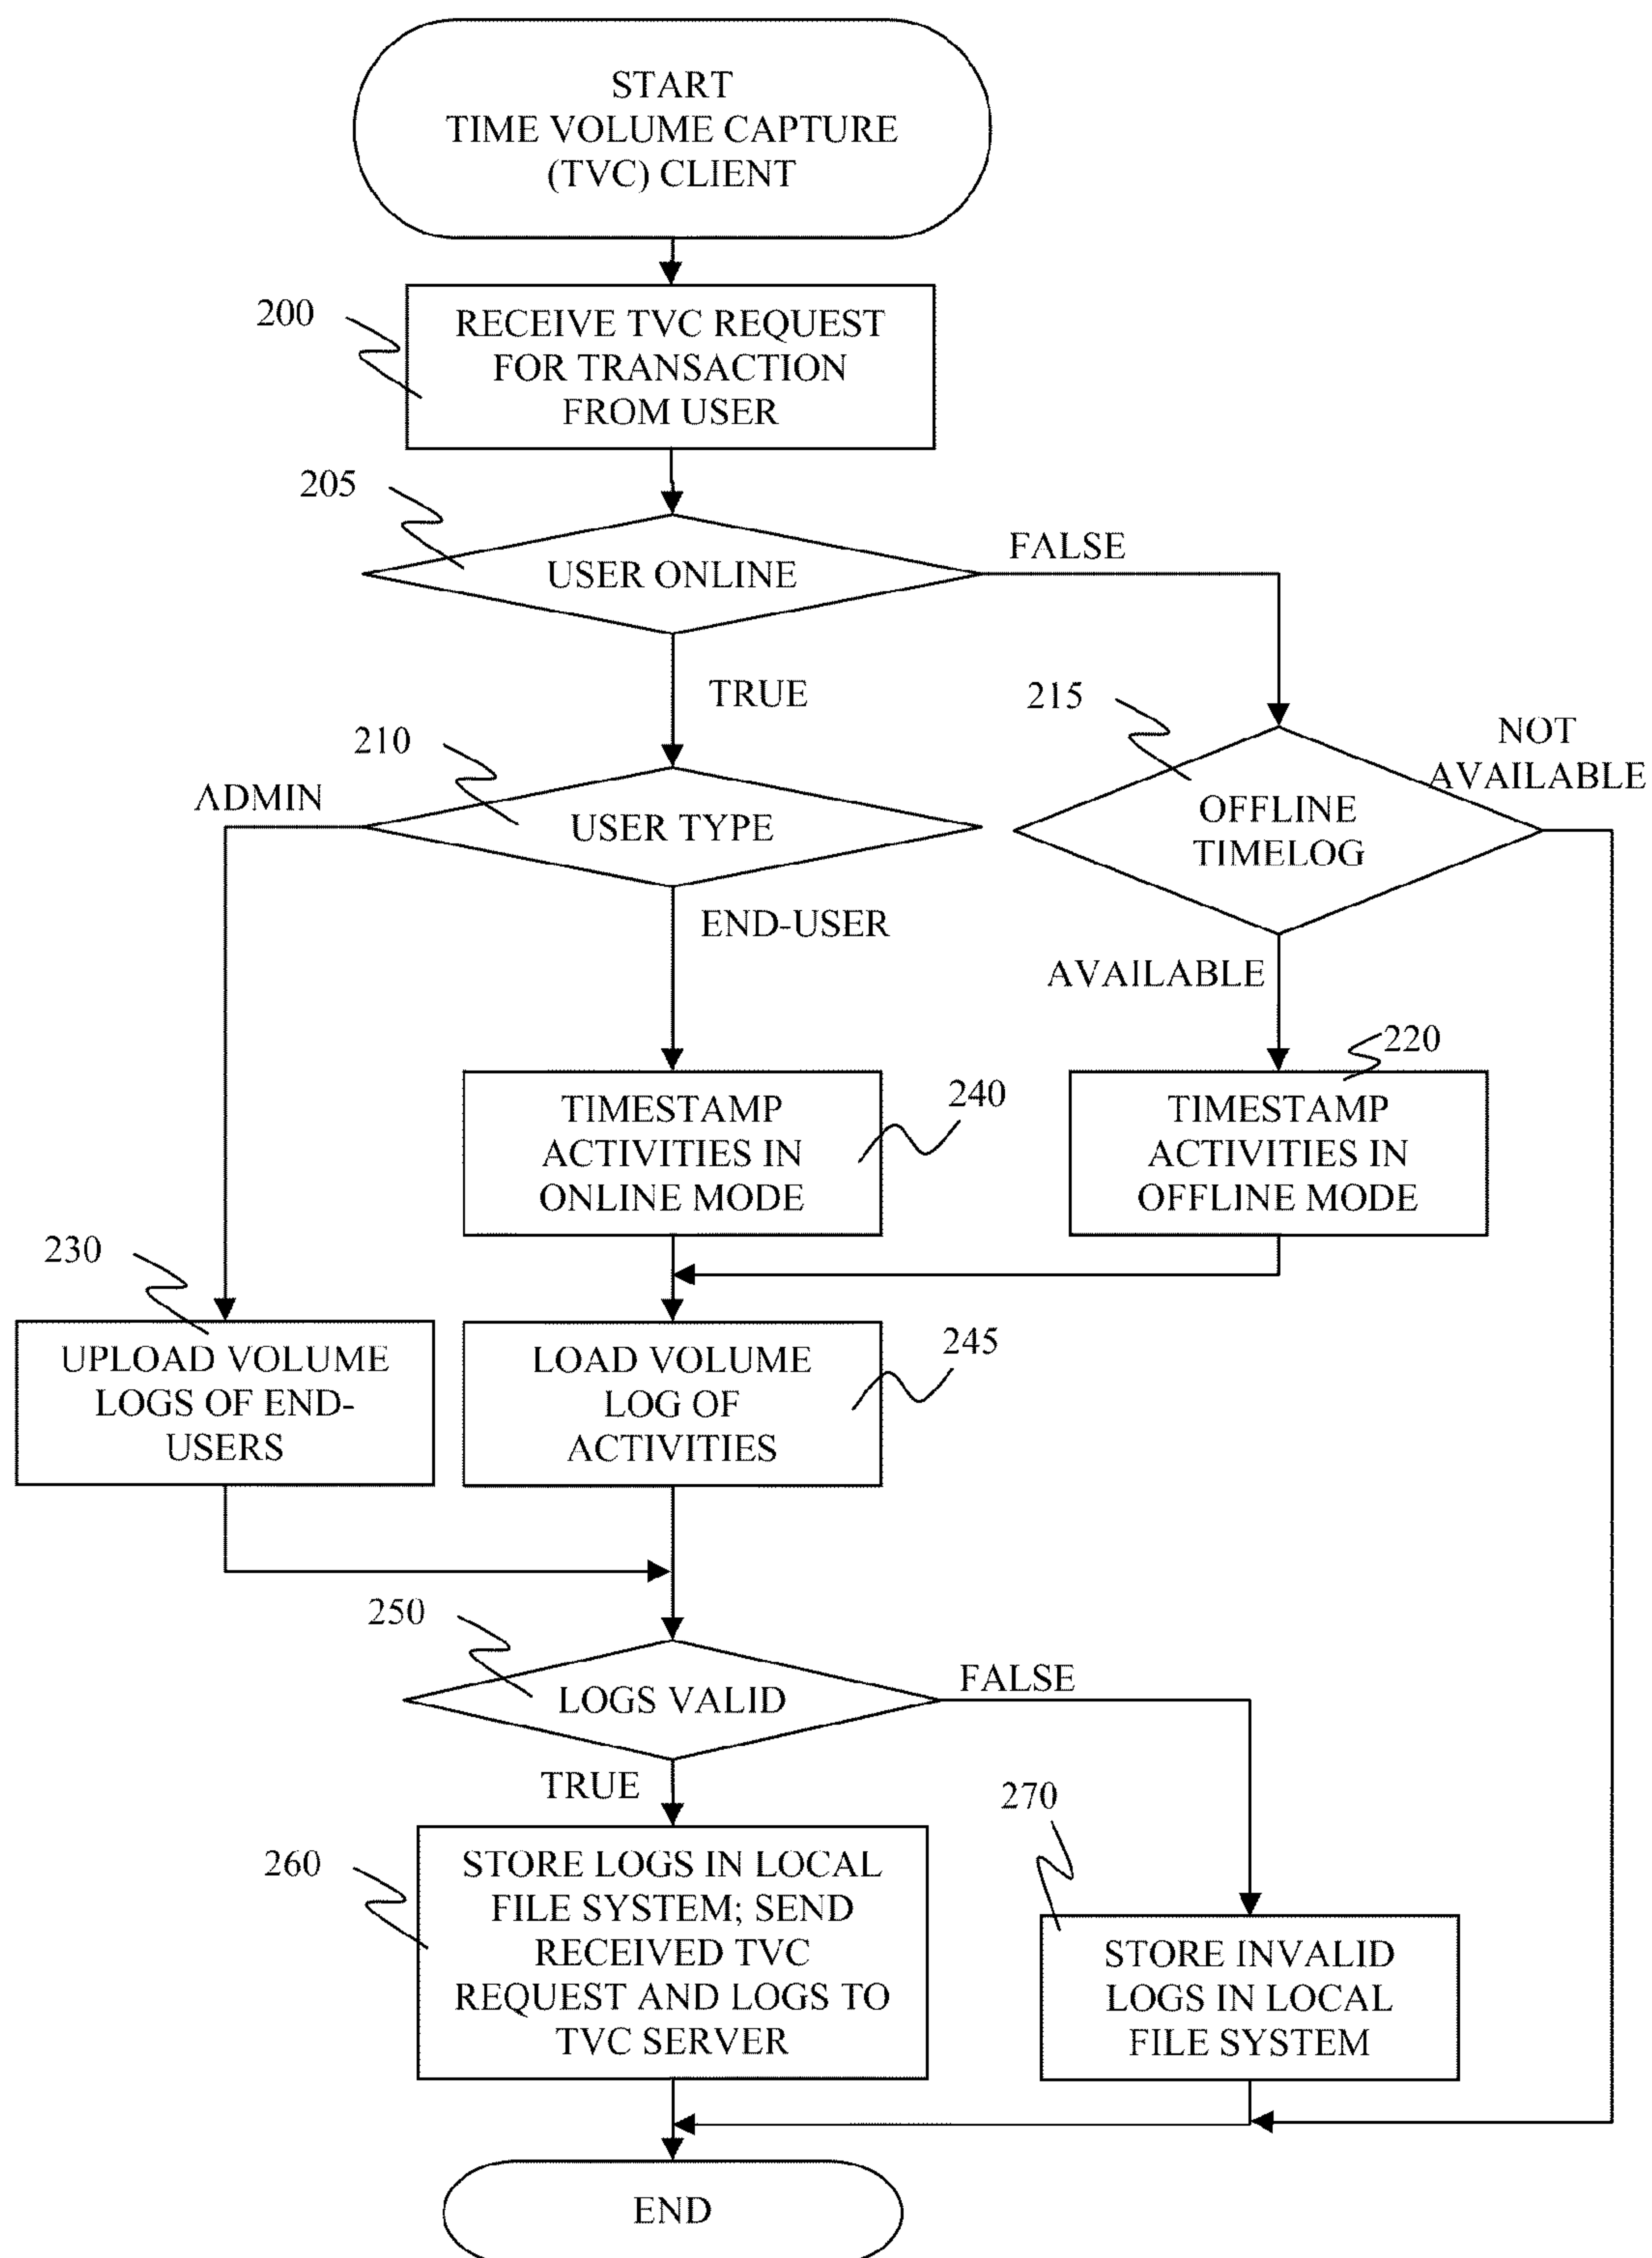 START
TIME VOLUME CAPTURE
(TVC) CLIENT
200
RECEIVE TVC REQUEST
FOR TRANSACTION
FROM USER
205
USER ONLINE
FALSE
TRUE
210
ADMIN
USER TYPE
END-USER
215
NOT
AVAILABLE
OFFLINE
TIMELOG
AVAILABLE
240
TIMESTAMP
ACTIVITIES IN
ONLINE MODE
220
TIMESTAMP
ACTIVITIES IN
OFFLINE MODE
230
UPLOAD VOLUME
LOGS OF END-
USERS
245
LOAD VOLUME
LOG OF
ACTIVITIES
250
LOGS VALID
FALSE
TRUE
260
STORE LOGS IN LOCAL
FILE SYSTEM; SEND
RECEIVED TVC
REQUEST AND LOGS TO
TVC SERVER
270
STORE INVALID
LOGS IN LOCAL
FILE SYSTEM
END